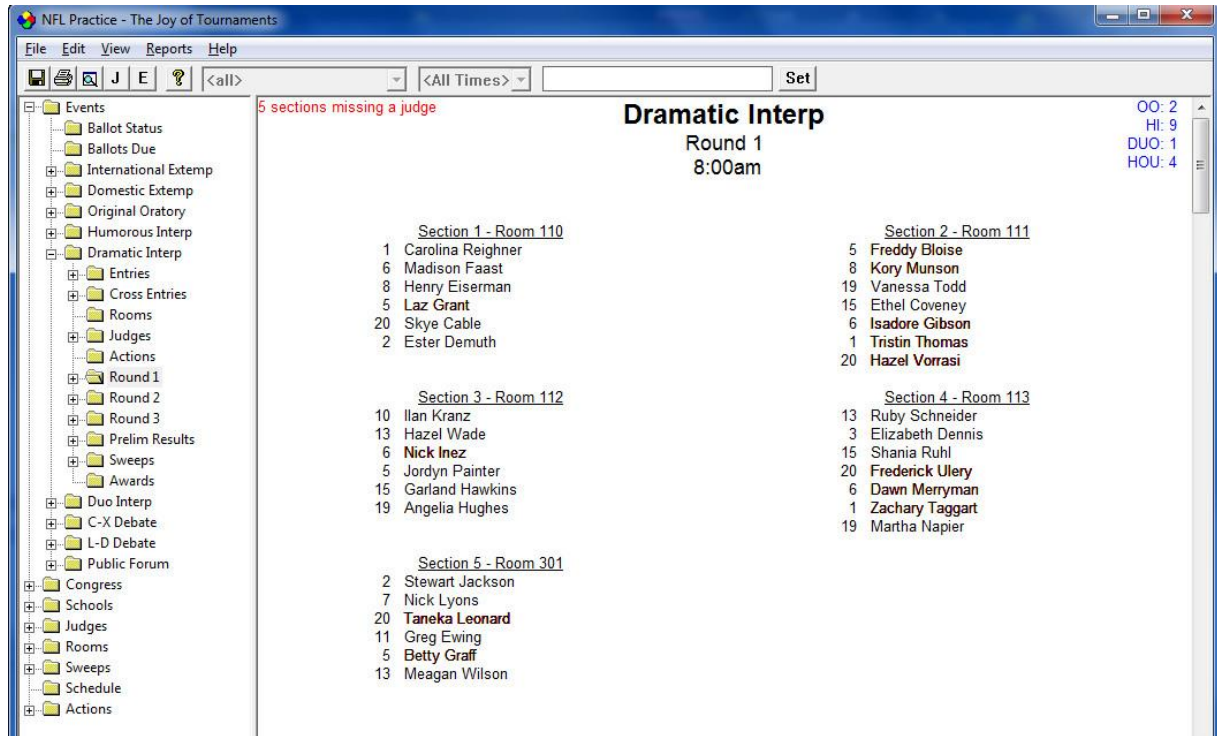 NFL Practice - The Joy of Tournaments
File Edit View Reports Help
J E ? <all> <All Times> Set
Events
Ballot Status
Ballots Due
International Extemp
Domestic Extemp
Original Oratory
Humorous Interp
Dramatic Interp
Entries
Cross Entries
Rooms
Judges
Actions
Round 1
Round 2
Round 3
Prelim Results
Sweeps
Awards
Duo Interp
C-X Debate
L-D Debate
Public Forum
Congress
Schools
Judges
Rooms
Sweeps
Schedule
Actions
5 sections missing a judge
Dramatic Interp
Round 1
8:00am
OO: 2
HI: 9
DUO: 1
HOU: 4
Section 1 - Room 110
1 Carolina Reighner
6 Madison Faast
8 Henry Eiserman
5 Laz Grant
20 Skye Cable
2 Ester Demuth
Section 2 - Room 111
5 Freddy Bloise
8 Kory Munson
19 Vanessa Todd
15 Ethel Coveney
6 Isadore Gibson
1 Tristin Thomas
20 Hazel Vorrasi
Section 3 - Room 112
10 Ilan Kranz
13 Hazel Wade
6 Nick Inez
5 Jordyn Painter
15 Garland Hawkins
19 Angelia Hughes
Section 4 - Room 113
13 Ruby Schneider
3 Elizabeth Dennis
15 Shania Ruhl
20 Frederick Ulery
6 Dawn Merryman
1 Zachary Taggart
19 Martha Napier
Section 5 - Room 301
2 Stewart Jackson
7 Nick Lyons
20 Taneka Leonard
11 Greg Ewing
5 Betty Graff
13 Meagan Wilson